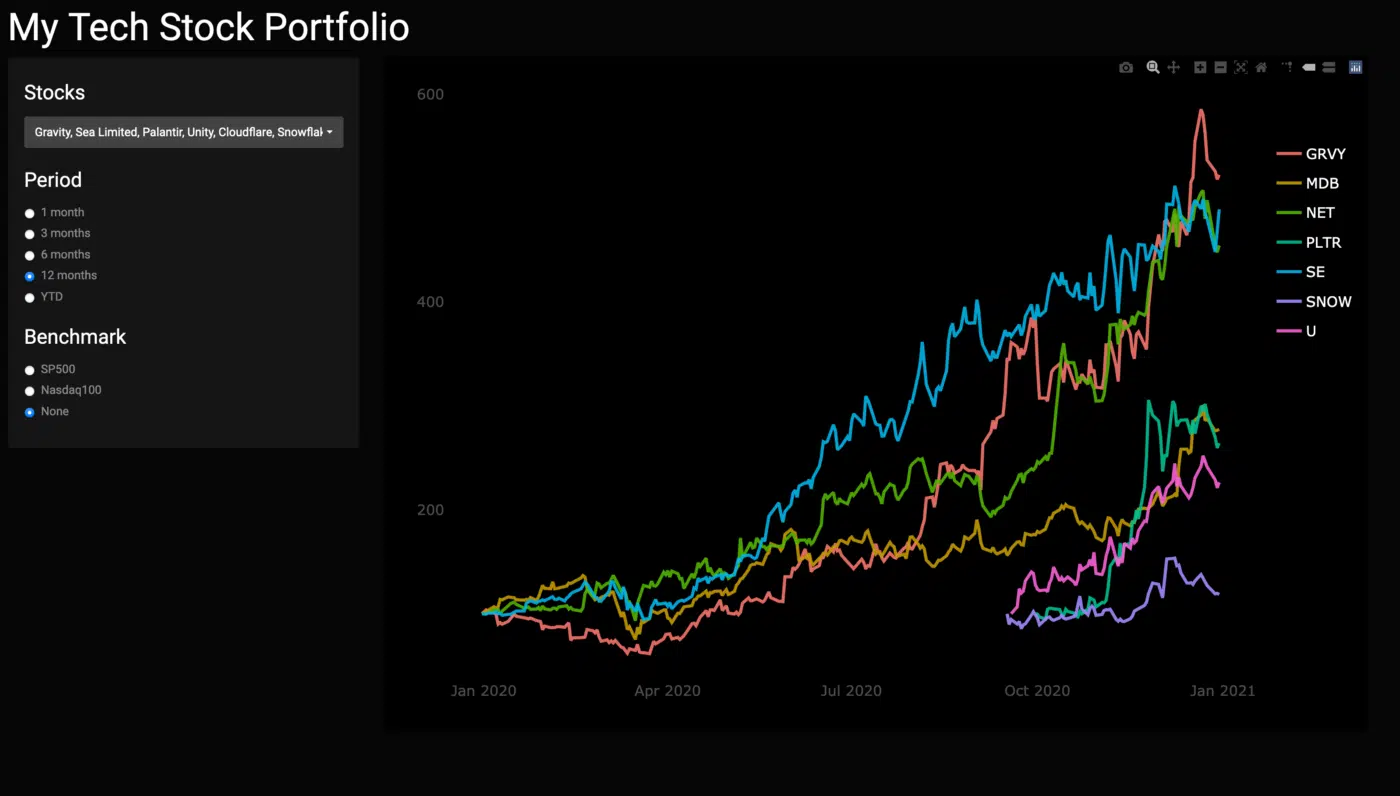 My Tech Stock Portfolio
Stocks
Gravity, Sea Limited, Palantir, Unity, Cloudflare, Snowflak
Period
1 month
3 months
6 months
12 months
YTD
Benchmark
SP500
Nasdaq100
None
600
400
200
Jan 2020
Apr 2020
Jul 2020
Oct 2020
Jan 2021
GRVY
MDB
NET
PLTR
SE
SNOW
U